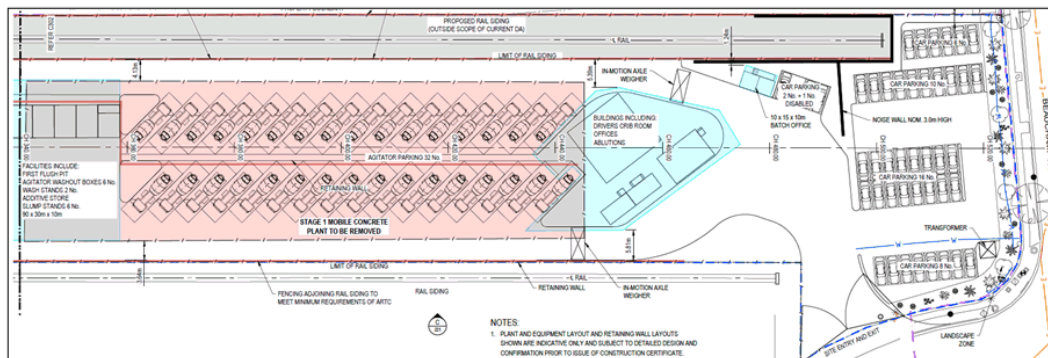 PROPOSED RAIL SIDING
(OUTSIDE SCOPE OF CURRENT DA)
REFER C202
RAIL
LIMIT OF RAIL SIDING
CAR PARKING 6 No.
IN-MOTION AXLE
WEIGHER
CAR PARKING
2 No. + 1 No.
DISABLED
CAR PARKING 10 No.
10 x 15 x 10m
BATCH OFFICE
NOISE WALL NOM. 3.0m HIGH
BUILDINGS INCLUDING:
DRIVERS CRIB ROOM
OFFICES
ABLUTIONS
AGITATOR PARKING 32 No.
RETAINING WALL
FACILITIES INCLUDE:
FIRST FLUSH PIT
AGITATOR WASHOUT BOXES 6 No.
WASH STANDS 2 No.
ADDITIVE STORE
SLUMP STANDS 6 No.
90 x 30m x 10m
CAR PARKING 16 No.
STAGE 1 MOBILE CONCRETE
PLANT TO BE REMOVED
TRANSFORMER
W
W
CAR PARKING 8 No.
LIMIT OF RAIL SIDING
RAIL
FENCING ADJOINING RAIL SIDING TO
MEET MINIMUM REQUIREMENTS OF ARTC
RAIL SIDING
RETAINING WALL
IN-MOTION AXLE
WEIGHER
LANDSCAPE
ZONE
SITE ENTRY AND EXIT
C
NOTES:
1. PLANT AND EQUIPMENT LAYOUT AND RETAINING WALL LAYOUTS
SHOWN ARE INDICATIVE ONLY AND SUBJECT TO DETAILED DESIGN AND
CONFIRMATION PRIOR TO ISSUE OF CONSTRUCTION CERTIFICATE.